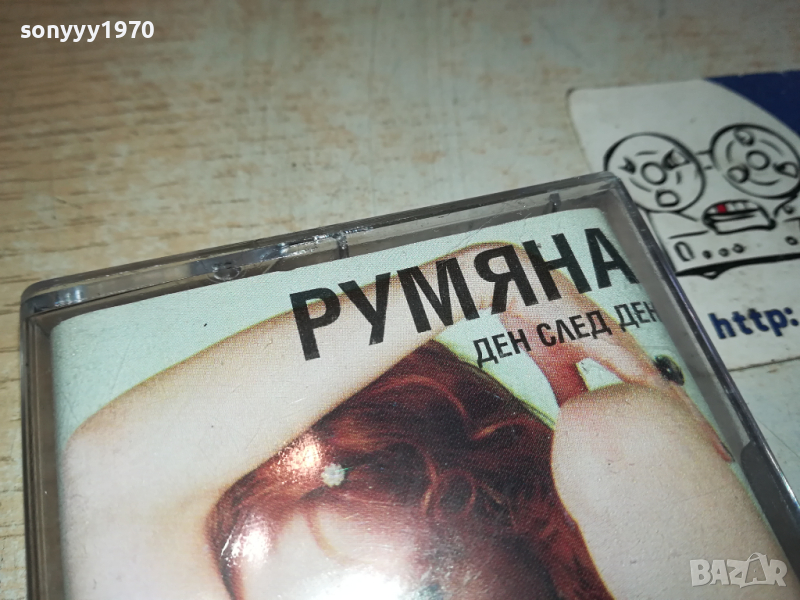 sonyyy1970
РУМЯНА
ДЕН СЛЕД ДЕН
http:
BAZAR